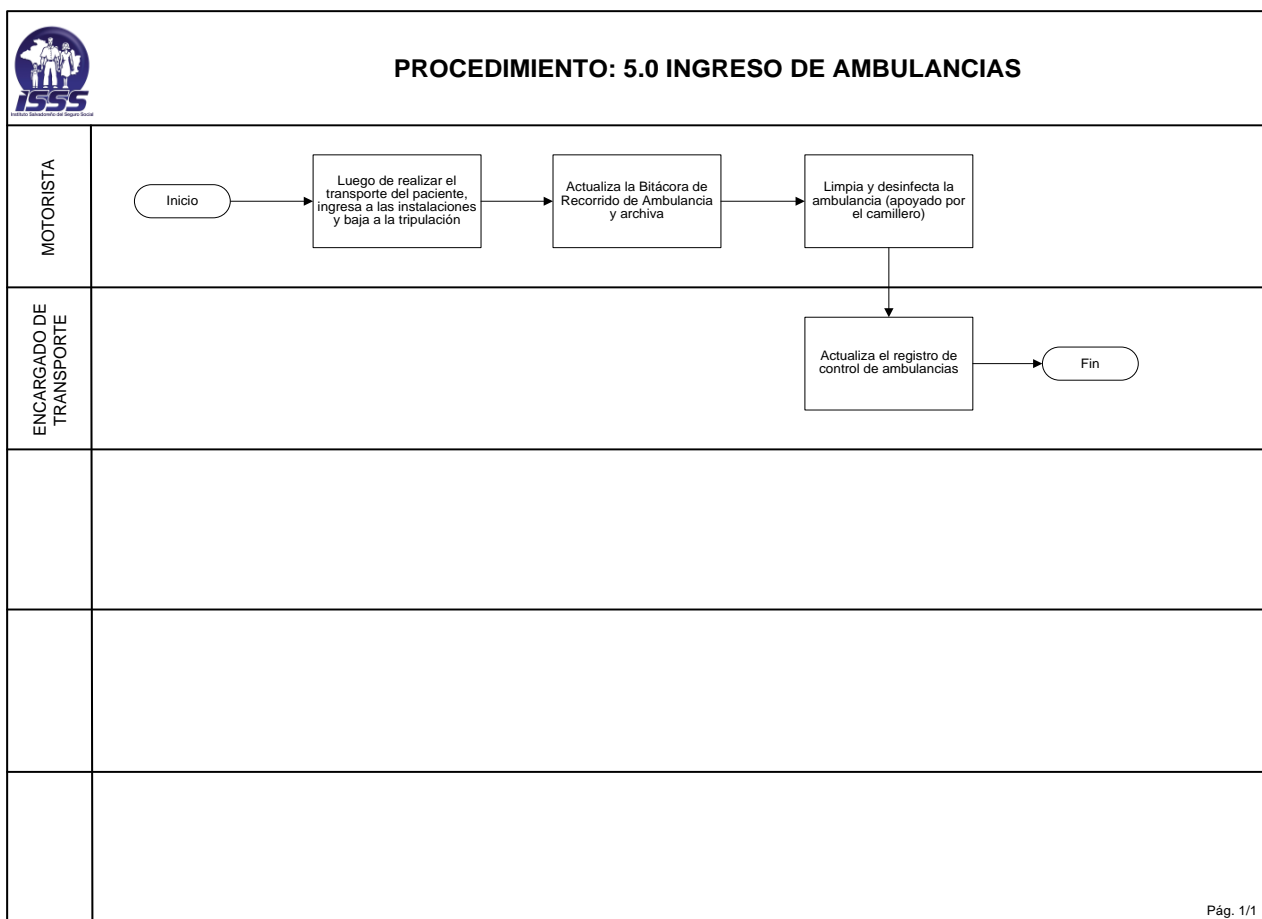 PROCEDIMIENTO: 5.0 INGRESO DE AMBULANCIAS
ISSS
Instituto Salvadoreño del Seguro Social
MOTORISTA
Inicio
Luego de realizar el
transporte del paciente,
ingresa a las instalaciones
y baja a la tripulación
Actualiza la Bitácora de
Recorrido de Ambulancia
y archiva
Limpia y desinfecta la
ambulancia (apoyado por
el camillero)
ENCARGADO DE
TRANSPORTE
Actualiza el registro de
control de ambulancias
Fin
Pág. 1/1